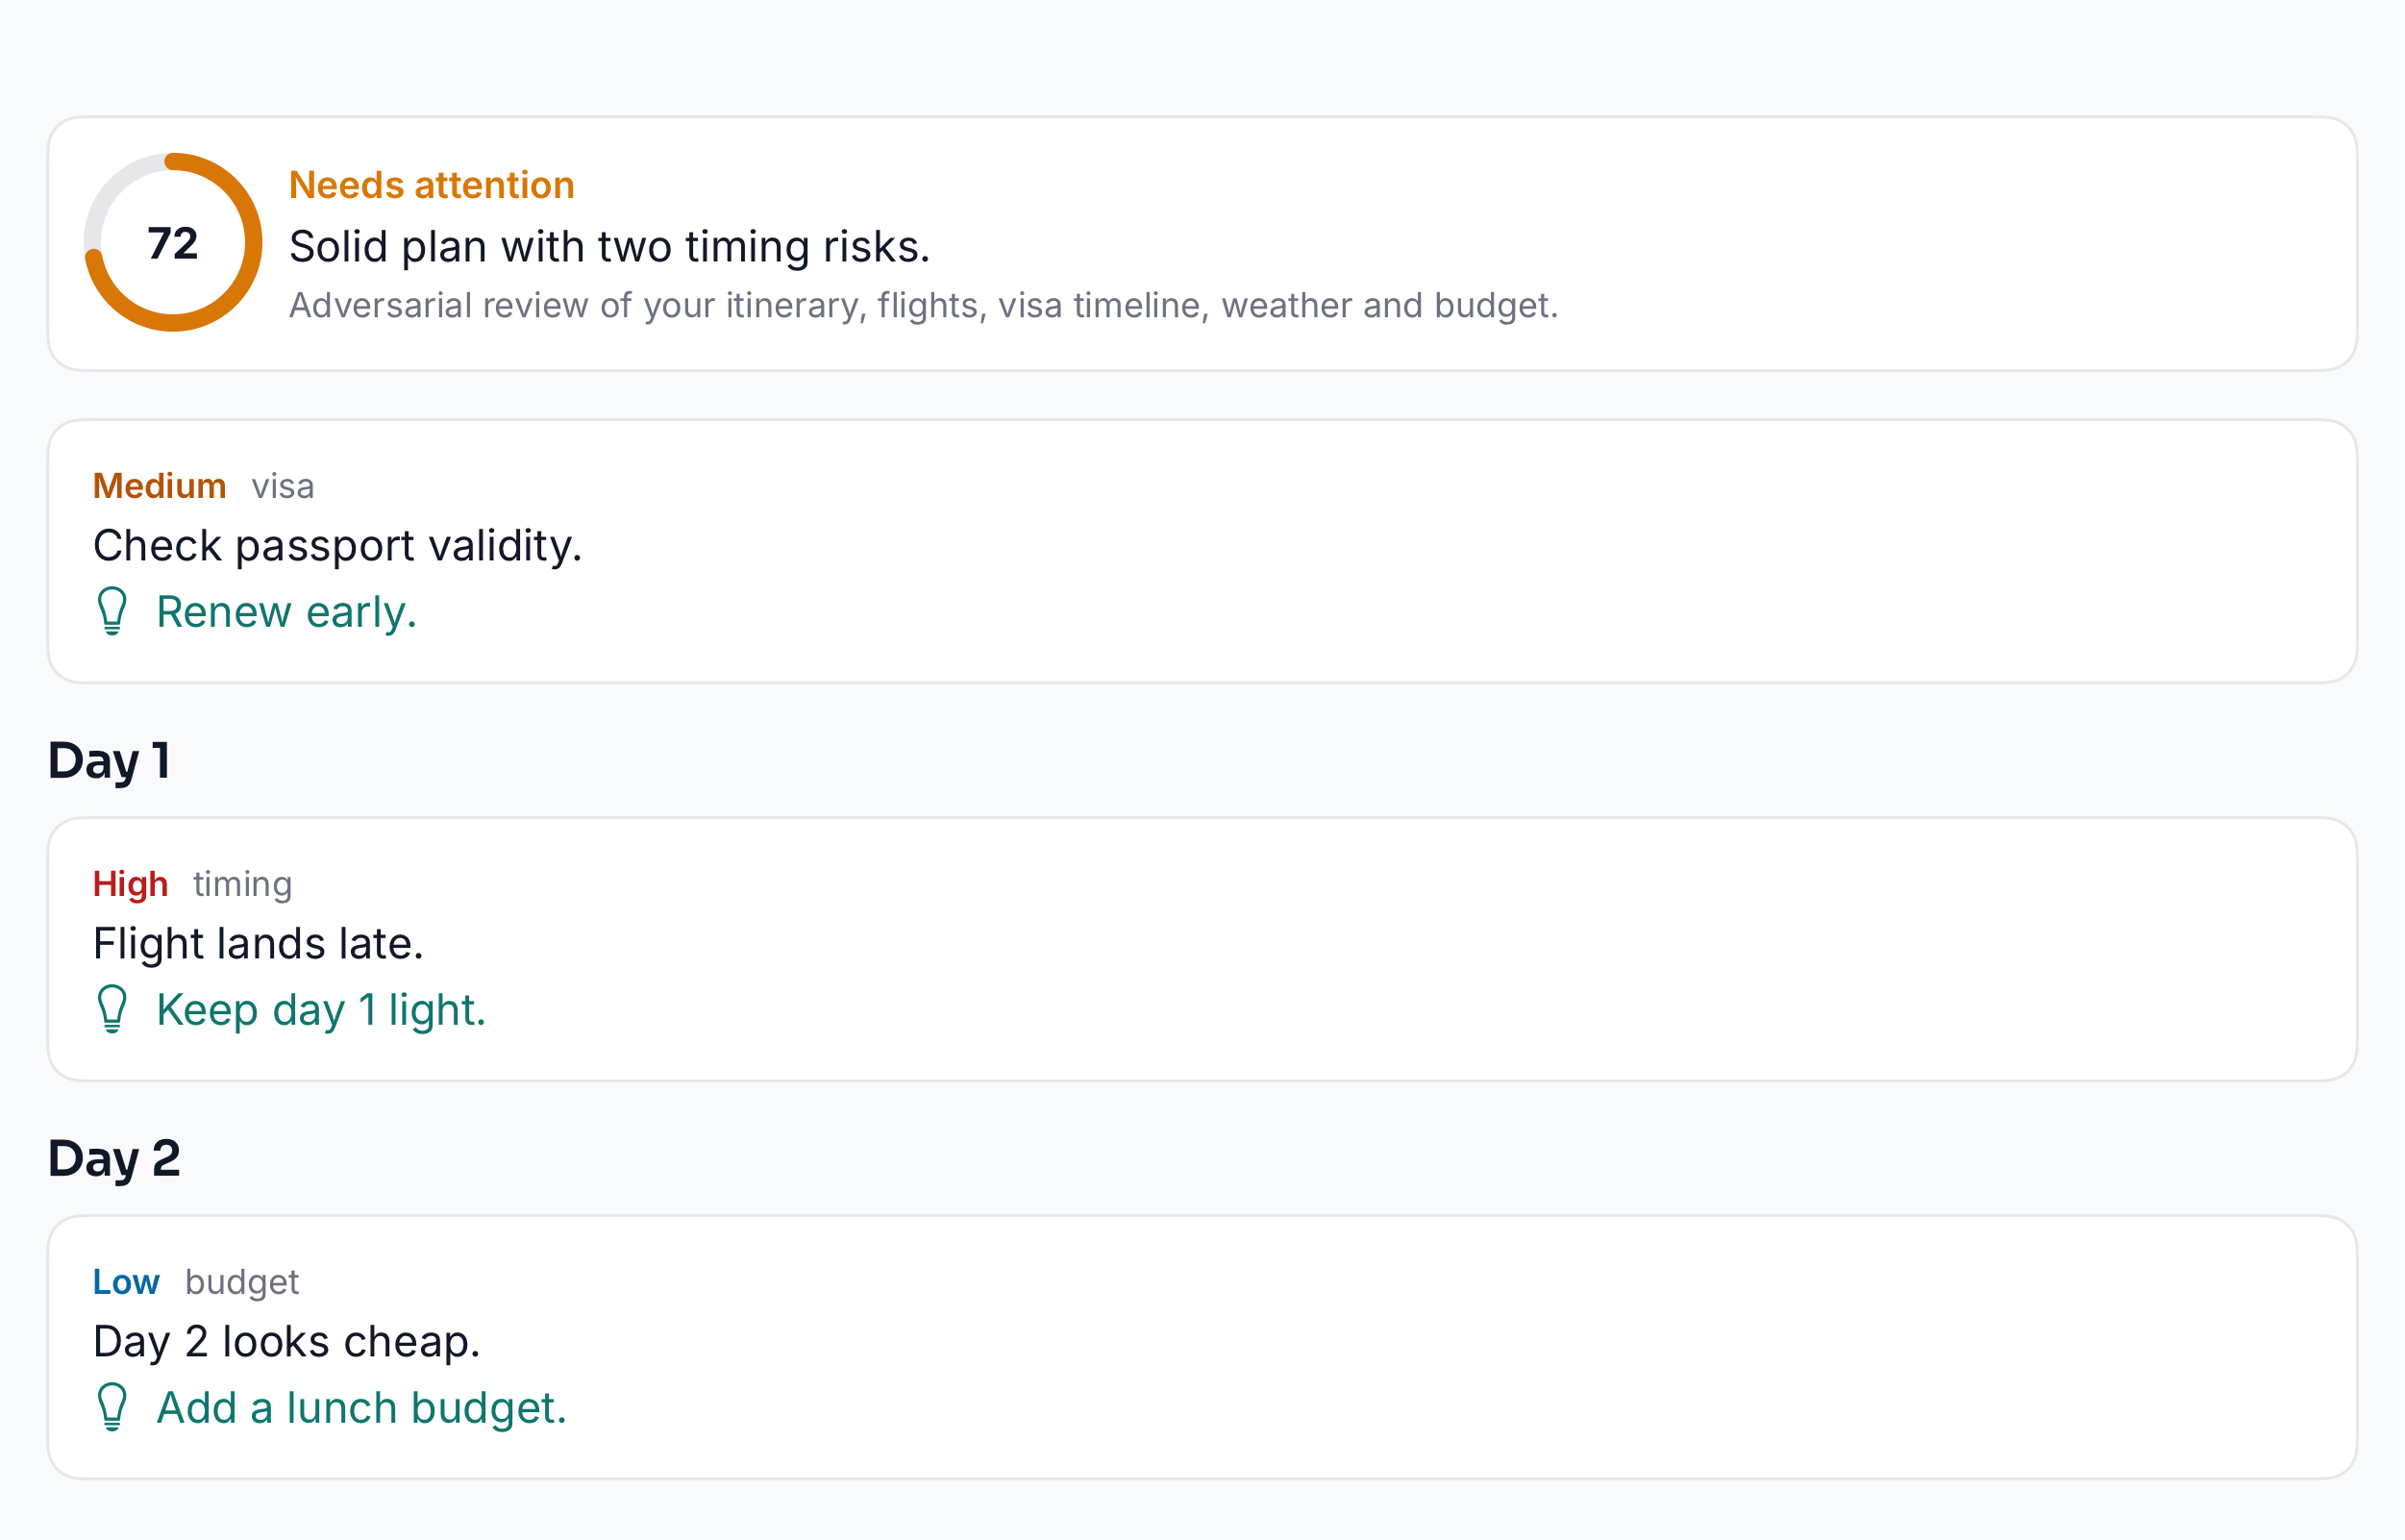 72
Needs attention
Solid plan with two timing risks.
Adversarial review of your itinerary, flights, visa timeline, weather and budget.
Medium visa
Check passport validity.
Renew early.
Day 1
High timing
Flight lands late.
Keep day 1 light.
Day 2
Low budget
Day 2 looks cheap.
Add a lunch budget.